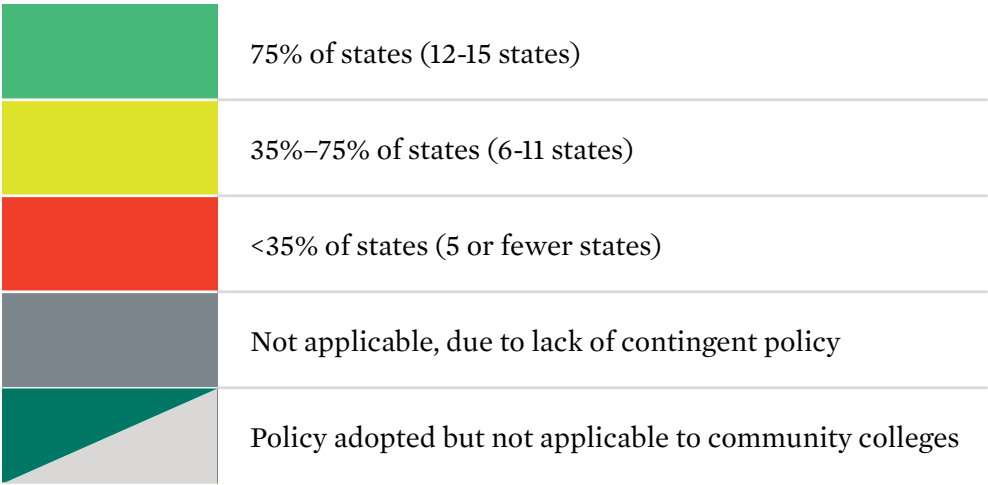 75% of states (12-15 states)
35%–75% of states (6-11 states)
<35% of states (5 or fewer states)
Not applicable, due to lack of contingent policy
Policy adopted but not applicable to community colleges